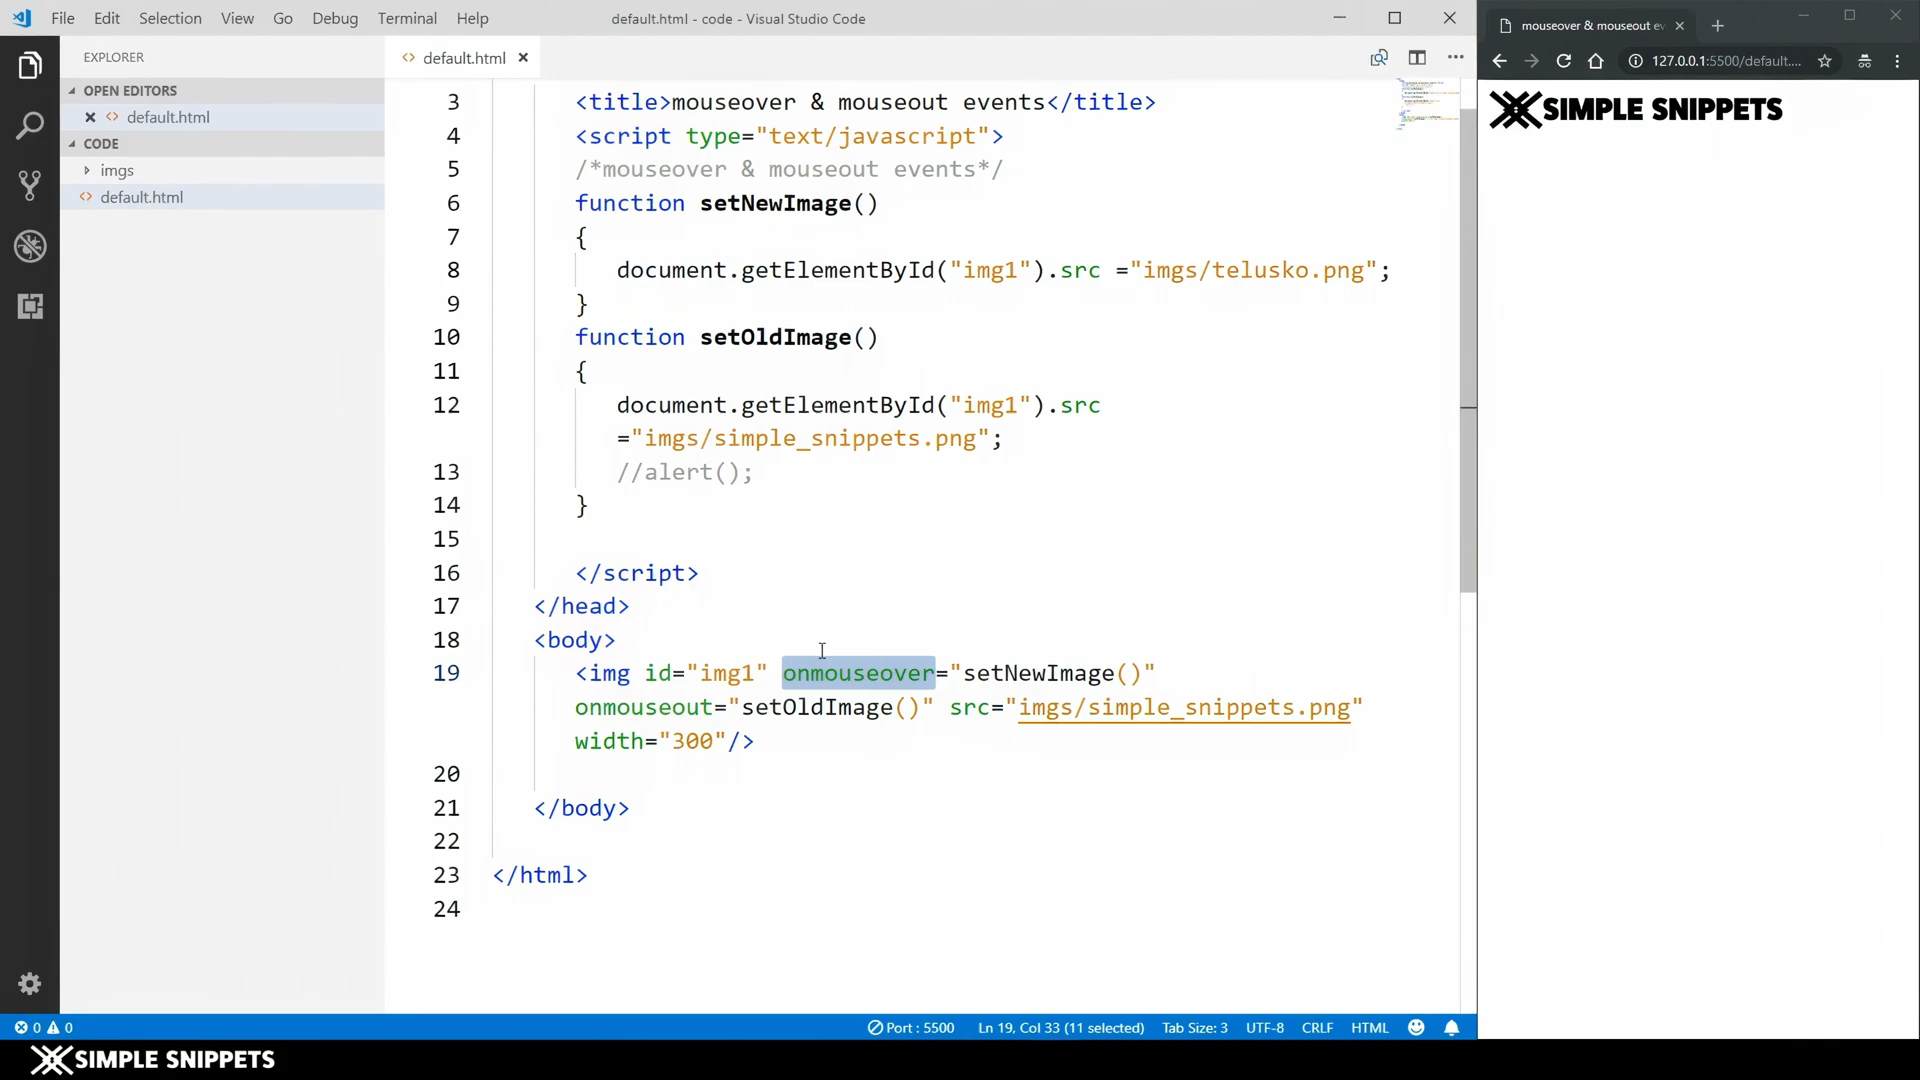 File Edit Selection View Go Debug Terminal Help
default.html - code - Visual Studio Code
mouseover & mouseout ev
127.0.0.1:5500/default....
EXPLORER
OPEN EDITORS
default.html
CODE
imgs
default.html
default.html
3 <title>mouseover & mouseout events</title>
4 <script type="text/javascript">
5 /*mouseover & mouseout events*/
6 function setNewImage()
7 {
8 document.getElementById("img1").src ="imgs/telusko.png";
9 }
10 function setOldImage()
11 {
12 document.getElementById("img1").src
="imgs/simple_snippets.png";
13 //alert();
14 }
15
16 </script>
17 </head>
18 <body>
19 <img id="img1" onmouseover="setNewImage()"
onmouseout="setOldImage()" src="imgs/simple_snippets.png"
width="300"/>
20
21 </body>
22
23 </html>
24
SIMPLE SNIPPETS
0 0
Port : 5500 Ln 19, Col 33 (11 selected) Tab Size: 3 UTF-8 CRLF HTML
SIMPLE SNIPPETS